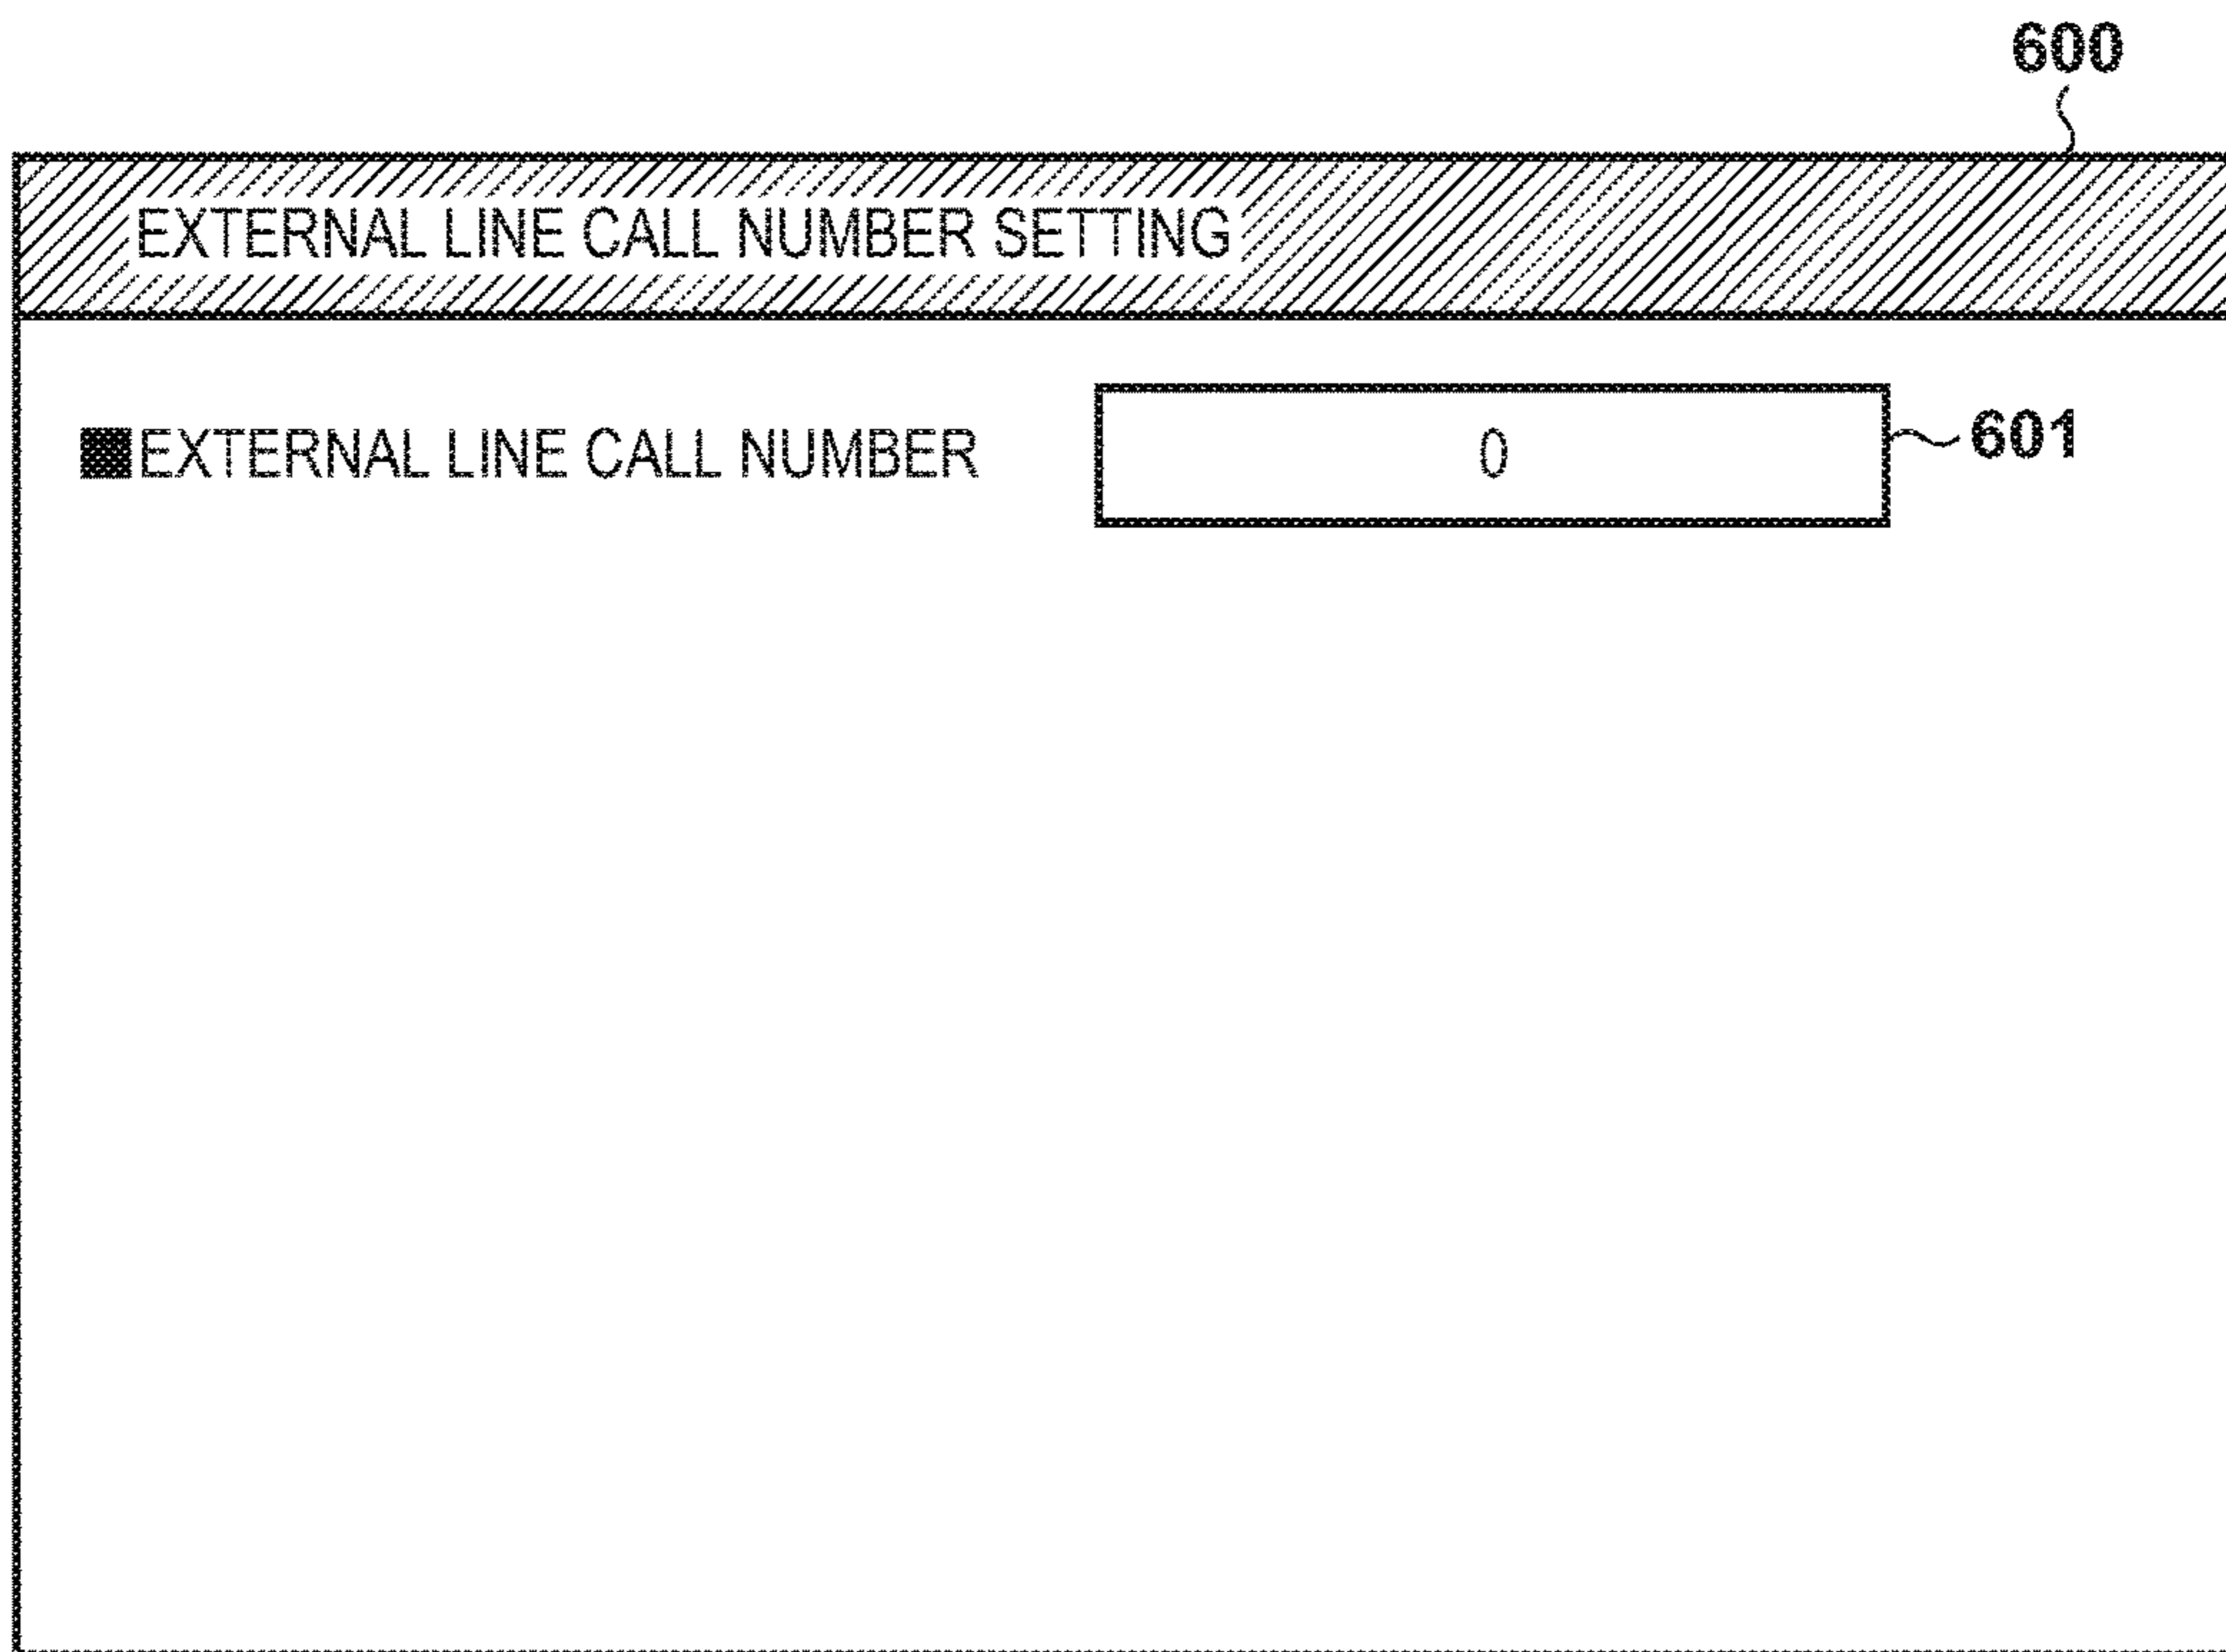 600
EXTERNAL LINE CALL NUMBER SETTING
■EXTERNAL LINE CALL NUMBER 0 601